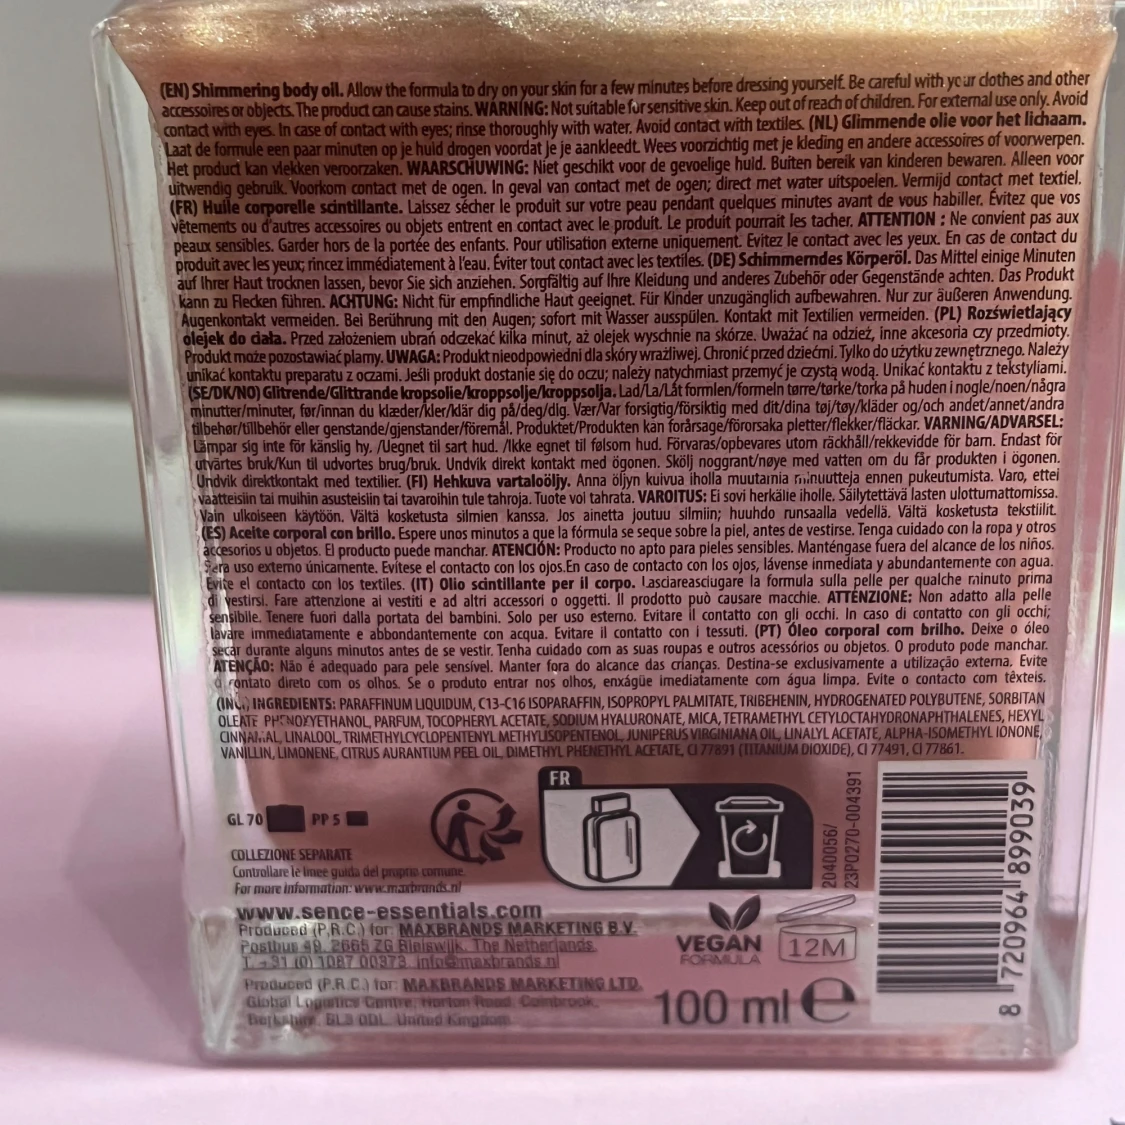 (EN) Shimmering body oil. Allow the formula to dry on your skin for a few minutes before dressing yourself. Be careful with your clothes and other
accessoires or objects. The product can cause stains. WARNING: Not suitable for sensitive skin. Keep out of reach of children. For external use only. Avoid
contact with eyes. In case of contact with eyes; rinse thoroughly with water. Avoid contact with textiles. (NL) Glimmende olie voor het lichaam.
Laat de formule een paar minuten op je huid drogen voordat je je aankleedt. Wees voorzichtig met je kleding en andere accessoires of voorwerpen.
Het product kan vlekken veroorzaken. WAARSCHUWING: Niet geschikt voor de gevoelige huid. Buiten bereik van kinderen bewaren. Alleen voor
uitwendig gebruik. Voorkom contact met de ogen. In geval van contact met de ogen; direct met water uitspoelen. Vermijd contact met textiel.
(FR) Huile corporelle scintillante. Laissez sécher le produit sur votre peau pendant quelques minutes avant de vous habiller. Évitez que vos
vêtements ou d'autres accessoires ou objets entrent en contact avec le produit. Le produit pourrait les tacher. ATTENTION : Ne convient pas aux
peaux sensibles. Garder hors de la portée des enfants. Pour utilisation externe uniquement. Evitez le contact avec les yeux. En cas de contact du
produit avec les yeux; rincez immédiatement à l'eau. Éviter tout contact avec les textiles. (DE) Schimmerndes Körperöl. Das Mittel einige Minuten
auf Ihrer Haut trocknen lassen, bevor Sie sich anziehen. Sorgfältig auf Ihre Kleidung und anderes Zubehör oder Gegenstände achten. Das Produkt
kann zu Flecken führen. ACHTUNG: Nicht für empfindliche Haut geeignet. Für Kinder unzugänglich aufbewahren. Nur zur äußeren Anwendung.
Augenkontakt vermeiden. Bei Berührung mit den Augen; sofort mit Wasser ausspülen. Kontakt mit Textilien vermeiden. (PL) Rozświetlający
olejek do ciała. Przed założeniem ubrań odczekać kilka minut, aż olejek wyschnie na skórze. Uważać na odzież, inne akcesoria czy przedmioty.
Produkt może pozostawiać plamy. UWAGA: Produkt nieodpowiedni dla skóry wrażliwej. Chronić przed dziećmi. Tylko do użytku zewnętrznego. Należy
unikać kontaktu preparatu z oczami. Jeśli produkt dostanie się do oczu; należy natychmiast przemyć je czystą wodą. Unikać kontaktu z tekstyliami.
(SE/DK/NO) Glitrende/Glittrande kropsolie/kroppsolje/kroppsolja. Lad/La/Låt formlen/formeln tørre/tørke/torka på huden i nogle/noen/några
minutter/minuter, før/innan du klæder/kler/klär dig på/deg/dig. Vær/Var forsigtig/försiktig med dit/dina tøj/tøy/kläder og/och andet/annet/andra
tilbehør/tillbehör eller genstande/gjenstander/föremål. Produktet/Produkten kan forårsage/förorsaka pletter/flekker/fläckar. VARNING/ADVARSEL:
Lämpar sig inte för känslig hy. /Uegnet til sart hud. /Ikke egnet til følsom hud. Förvaras/opbevares utom räckhåll/rekkevidde för barn. Endast för
utvärtes bruk/Kun til udvortes brug/bruk. Undvik direkt kontakt med ögonen. Skölj noggrant/nøye med vatten om du får produkten i ögonen.
Undvik direktkontakt med textilier. (FI) Hehkuva vartaloöljy. Anna öljyn kuivua iholla muutamia minuutteja ennen pukeutumista. Varo, ettei
vaatteisiin tai muihin asusteisiin tai tavaroihin tule tahroja. Tuote voi tahrata. VAROITUS: Ei sovi herkälle iholle. Säilytettävä lasten ulottumattomissa.
Vain ulkoiseen käytöön. Vältä kosketusta silmien kanssa. Jos ainetta joutuu silmiin; huuhdo runsaalla vedellä. Vältä kosketusta tekstiilit.
(ES) Aceite corporal con brillo. Espere unos minutos a que la fórmula se seque sobre la piel, antes de vestirse. Tenga cuidado con la ropa y otros
accesorios u objetos. El producto puede manchar. ATENCIÓN: Producto no apto para pieles sensibles. Manténgase fuera del alcance de los niños.
Para uso externo únicamente. Evítese el contacto con los ojos.En caso de contacto con los ojos, lávense inmediata y abundantemente con agua.
Evite el contacto con los textiles. (IT) Olio scintillante per il corpo. Lasciareasciugare la formula sulla pelle per qualche minuto prima
di vestirsi. Fare attenzione ai vestiti e ad altri accessori o oggetti. Il prodotto può causare macchie. ATTENZIONE: Non adatto alla pelle
sensibile. Tenere fuori dalla portata dei bambini. Solo per uso esterno. Evitare il contatto con gli occhi. In caso di contatto con gli occhi;
lavare immediatamente e abbondantemente con acqua. Evitare il contatto con i tessuti. (PT) Óleo corporal com brilho. Deixe o óleo
secar durante alguns minutos antes de se vestir. Tenha cuidado com as suas roupas e outros acessórios ou objetos. O produto pode manchar.
ATENÇÃO: Não é adequado para pele sensível. Manter fora do alcance das crianças. Destina-se exclusivamente a utilização externa. Evite
o contato direto com os olhos. Se o produto entrar nos olhos, enxágüe imediatamente com água limpa. Evite o contacto com têxteis.
(INCI) INGREDIENTS: PARAFFINUM LIQUIDUM, C13-C16 ISOPARAFFIN, ISOPROPYL PALMITATE, TRIBEHENIN, HYDROGENATED POLYBUTENE, SORBITAN
OLEATE PHENOXYETHANOL, PARFUM, TOCOPHERYL ACETATE, SODIUM HYALURONATE, MICA, TETRAMETHYL CETYLOCTAHYDRONAPHTHALENES, HEXYL
CINNAMAL, LINALOOL, TRIMETHYLCYCLOPENTENYL METHYLISOPENTENOL, JUNIPERUS VIRGINIANA OIL, LINALYL ACETATE, ALPHA-ISOMETHYL IONONE,
VANILLIN, LIMONENE, CITRUS AURANTIUM PEEL OIL, DIMETHYL PHENETHYL ACETATE, CI 77891 (TITANIUM DIOXIDE), CI 77491, CI 77861.
FR
GL 70 PP 5
COLLEZIONE SEPARATE
Controllare le linee guida del proprio comune.
For more information: www.maxbrands.nl
www.sence-essentials.com
Produced (P.R.C.) for: MAXBRANDS MARKETING B.V.
Postbus 49, 2665 ZG Bleiswijk, The Netherlands
T. +31 (0) 1087 00373, info@maxbrands.nl
Produced (P.R.C.) for: MAXBRANDS MARKETING LTD.
Global Logistics Centre, Horton Road, Colnbrook,
Berkshire, SL3 0DL, United Kingdom
2040056/
23P0270-004391
VEGAN
FORMULA
12M
100 ml e
8 720964 899039